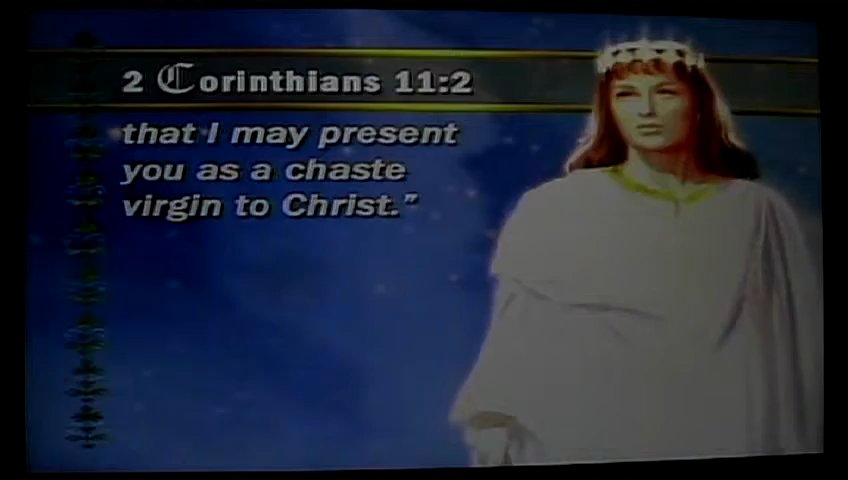 2 Corinthians 11:2
that I may present
you as a chaste
virgin to Christ.”